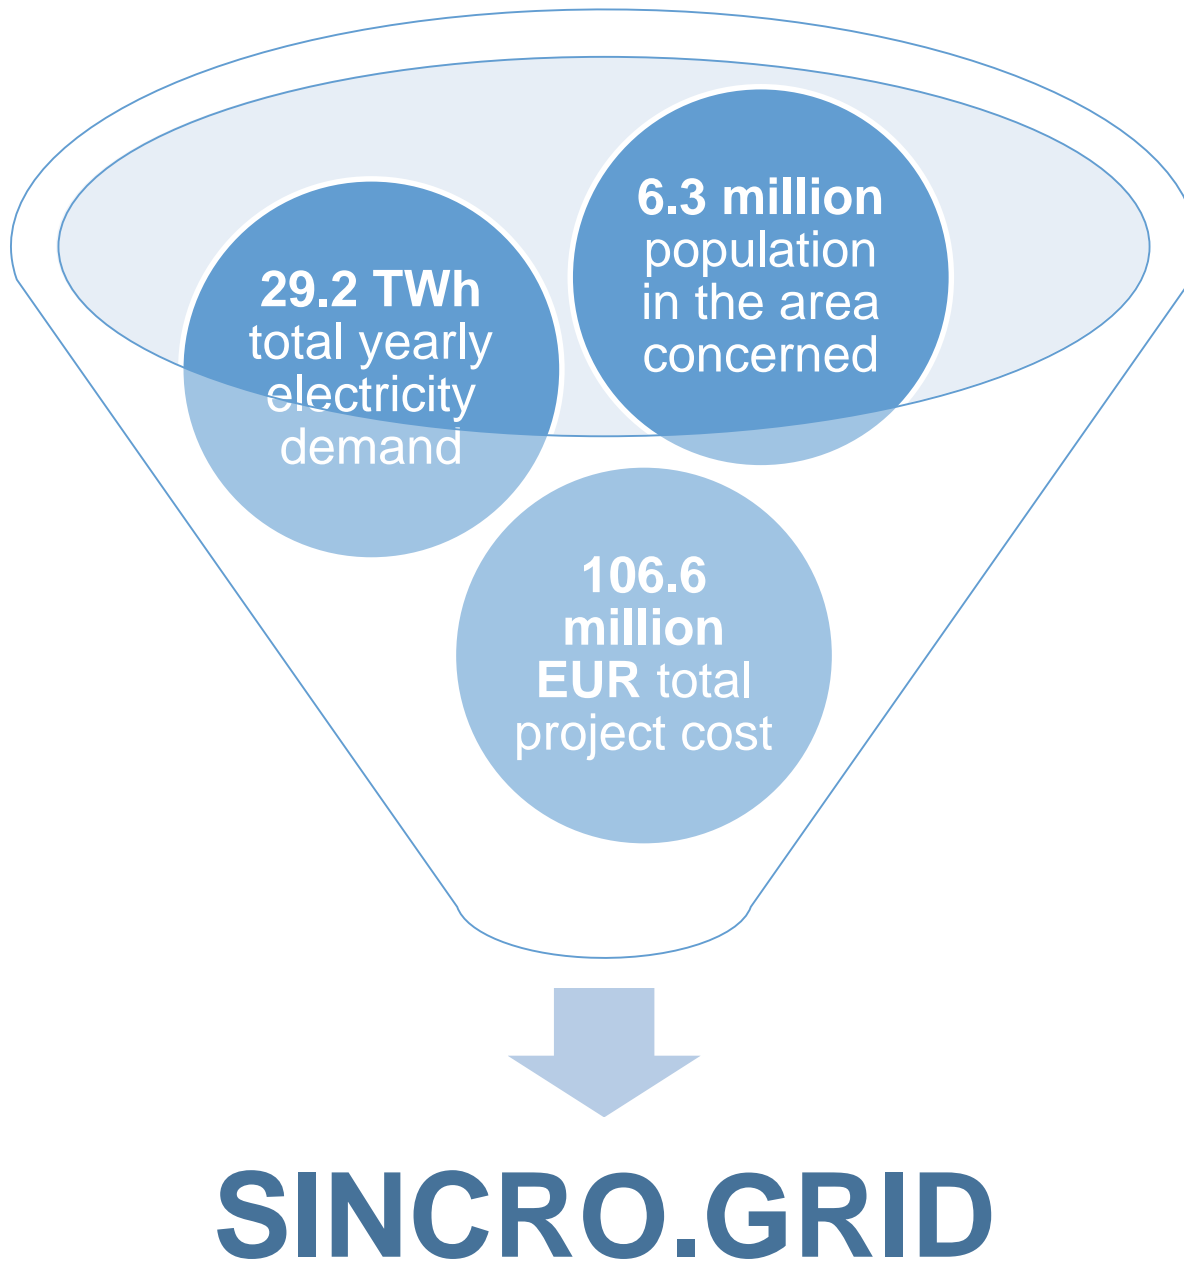 6.3 million
population
in the area
concerned
29.2 TWh
total yearly
electricity
demand
106.6
million
EUR total
project cost
SINCRO.GRID